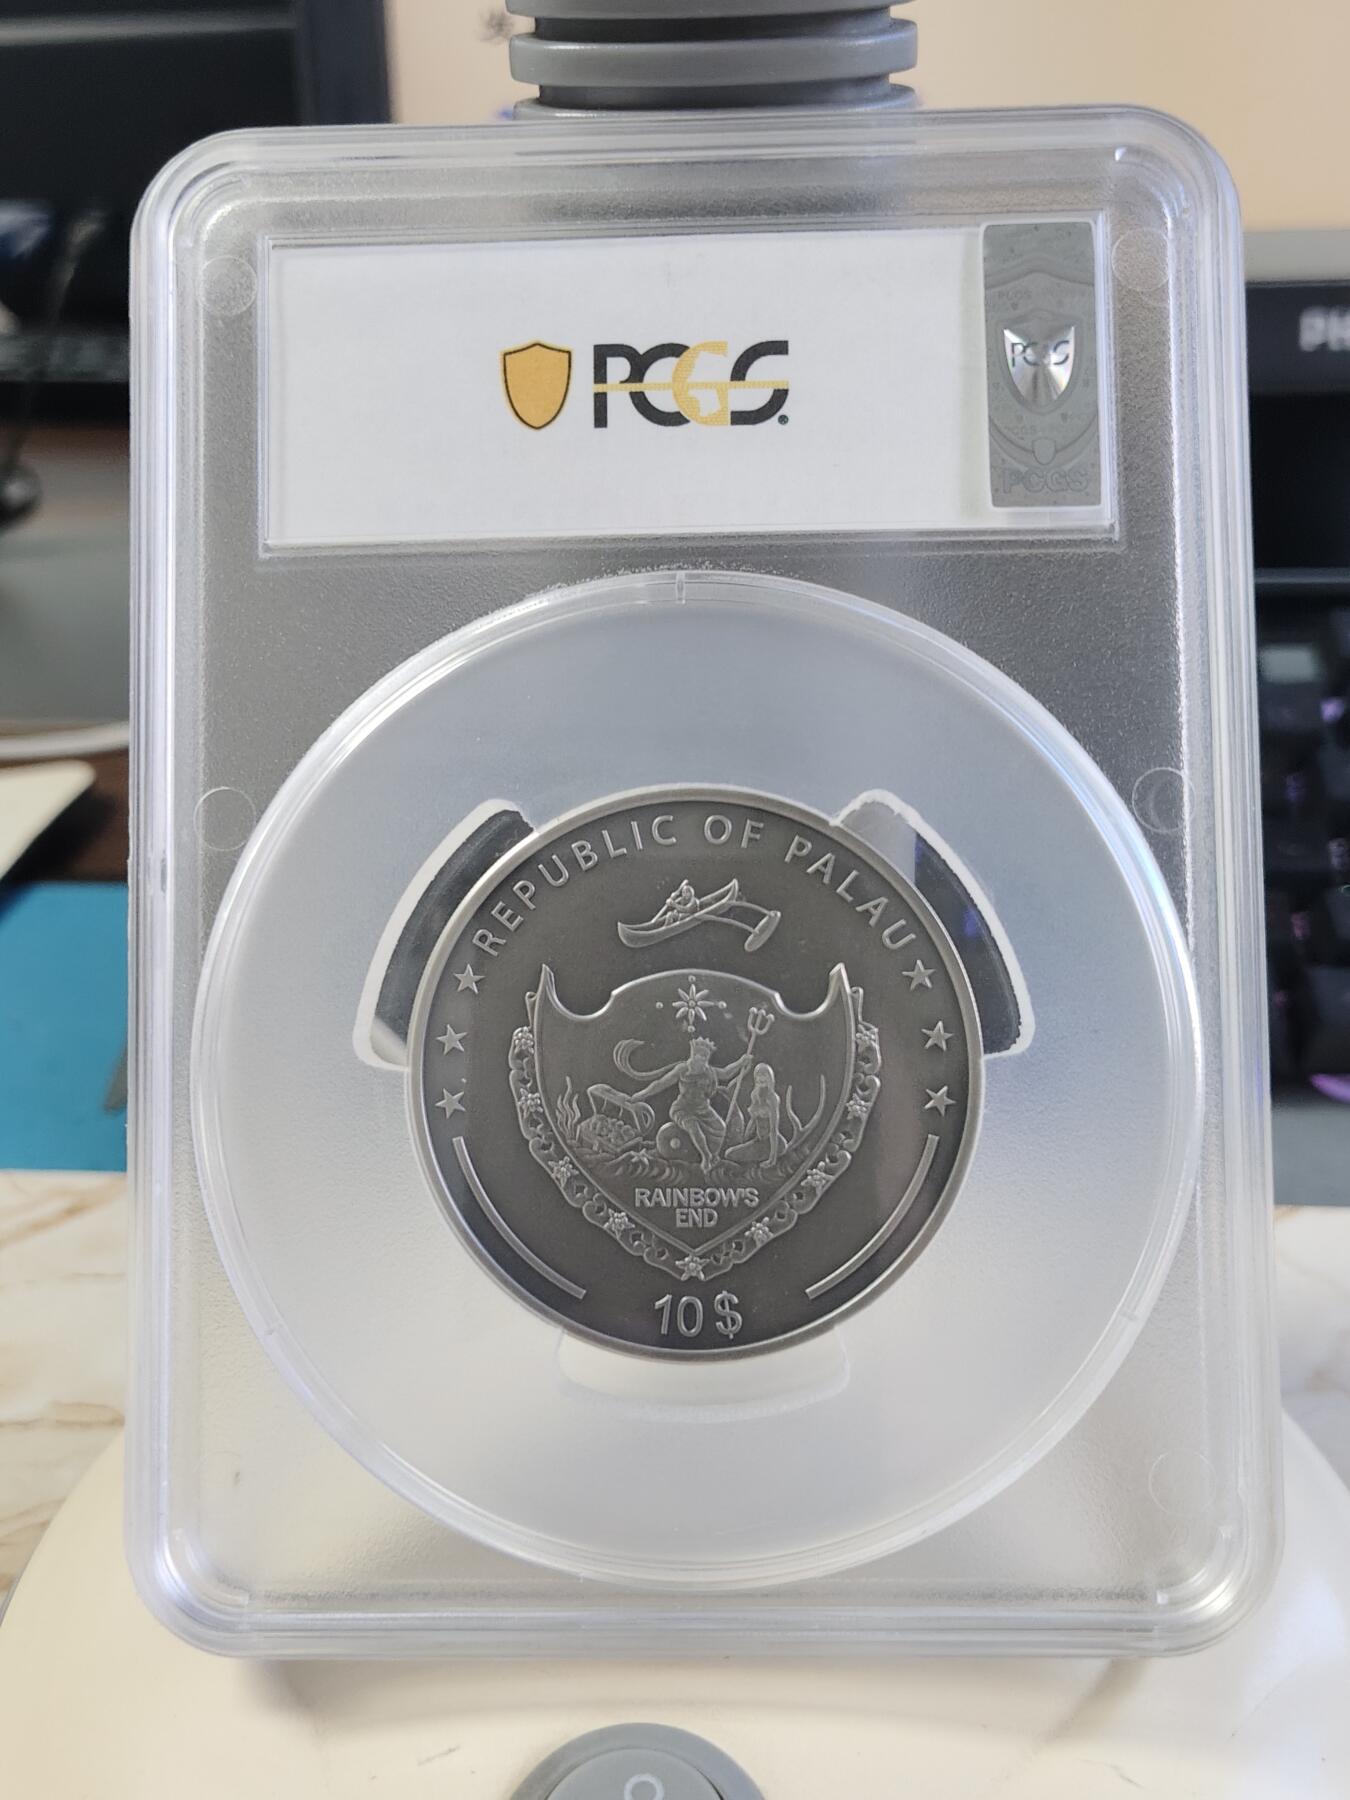 PCGS.
PCGS
PCGS
REPUBLIC OF PALAU
RAINBOW'S
END
10 $